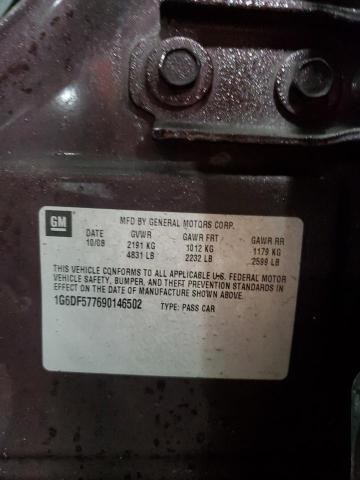 GM
MFD BY GENERAL MOTORS CORP.
DATE GVWR GAWR FRT GAWR RR
10/08 2191 KG 1012 KG 1179 KG
4831 LB 2232 LB 2599 LB
THIS VEHICLE CONFORMS TO ALL APPLICABLE U.S. FEDERAL MOTOR
VEHICLE SAFETY, BUMPER, AND THEFT PREVENTION STANDARDS
IN EFFECT ON THE DATE OF MANUFACTURE SHOWN ABOVE.
1G6DF577690146502 TYPE: PASS CAR